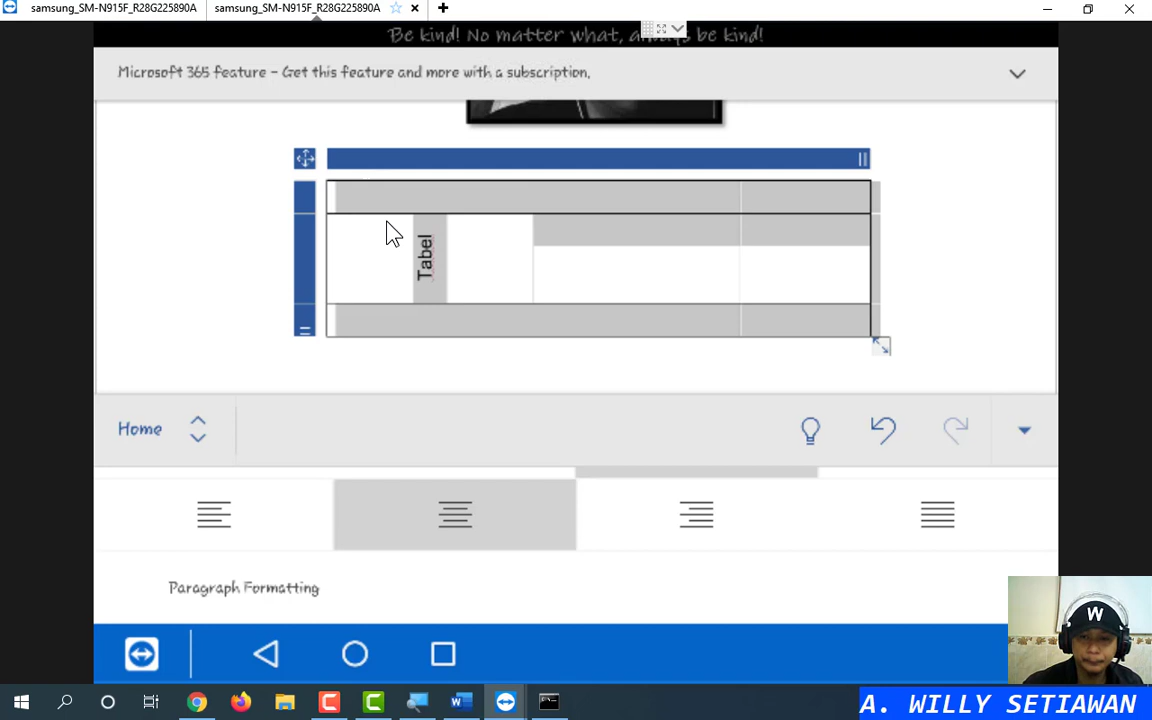 samsung_SM-N915F_R28G225890A
samsung_SM-N915F_R28G225890A
Be kind! No matter what, always be kind!
Microsoft 365 feature - Get this feature and more with a subscription.
Tabel
Home
Paragraph Formatting
W
A. WILLY SETIAWAN